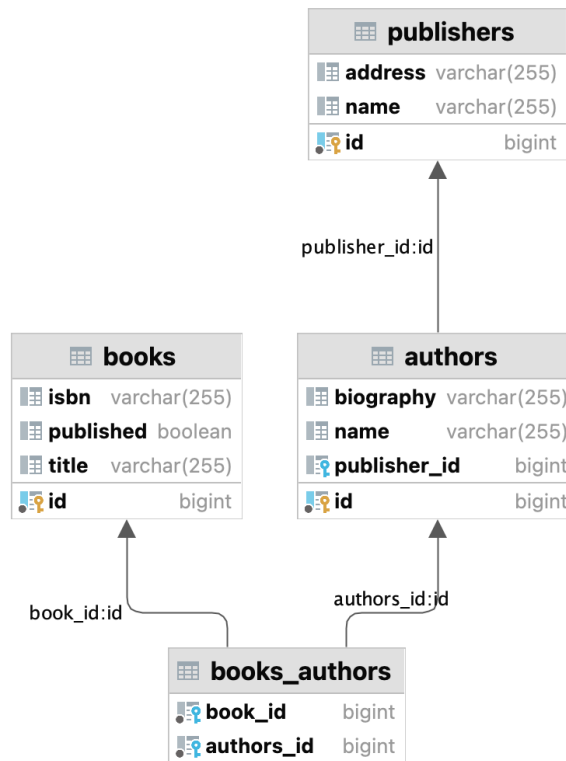 publishers
address varchar(255)
name varchar(255)
id bigint
publisher_id:id
books
isbn varchar(255)
published boolean
title varchar(255)
id bigint
authors
biography varchar(255)
name varchar(255)
publisher_id bigint
id bigint
book_id:id
authors_id:id
books_authors
book_id bigint
authors_id bigint